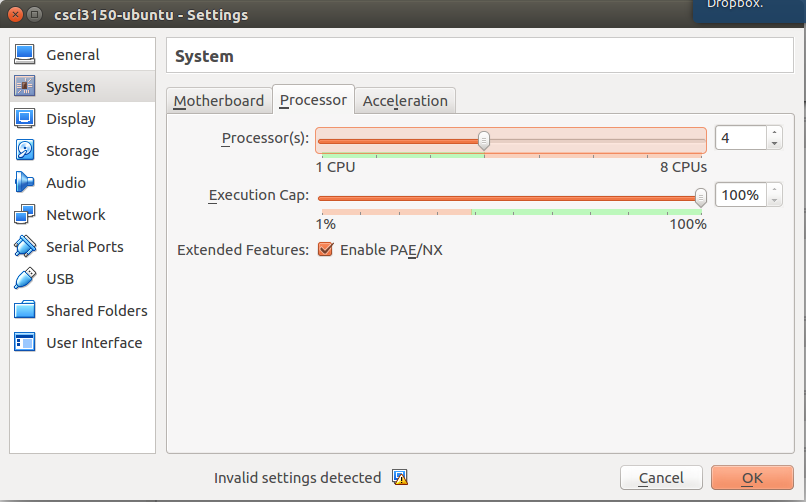 csci3150-ubuntu - Settings
Dropbox.
General
System
Display
Storage
Audio
Network
Serial Ports
USB
Shared Folders
User Interface
System
Motherboard Processor Acceleration
Processor(s): 4
1 CPU 8 CPUs
Execution Cap: 100%
1% 100%
Extended Features: Enable PAE/NX
Invalid settings detected
Cancel OK